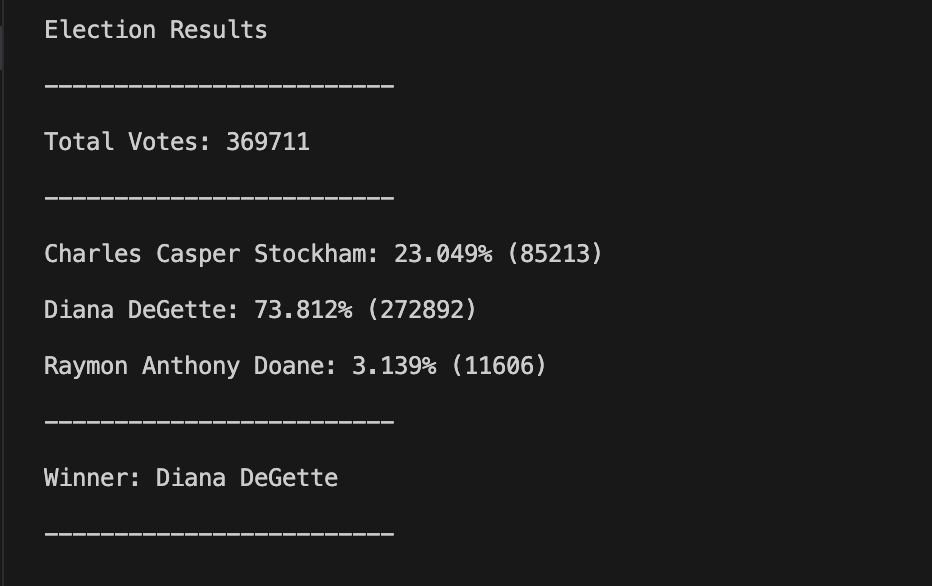 Election Results
-------------------------
Total Votes: 369711
-------------------------
Charles Casper Stockham: 23.049% (85213)
Diana DeGette: 73.812% (272892)
Raymon Anthony Doane: 3.139% (11606)
-------------------------
Winner: Diana DeGette
-------------------------